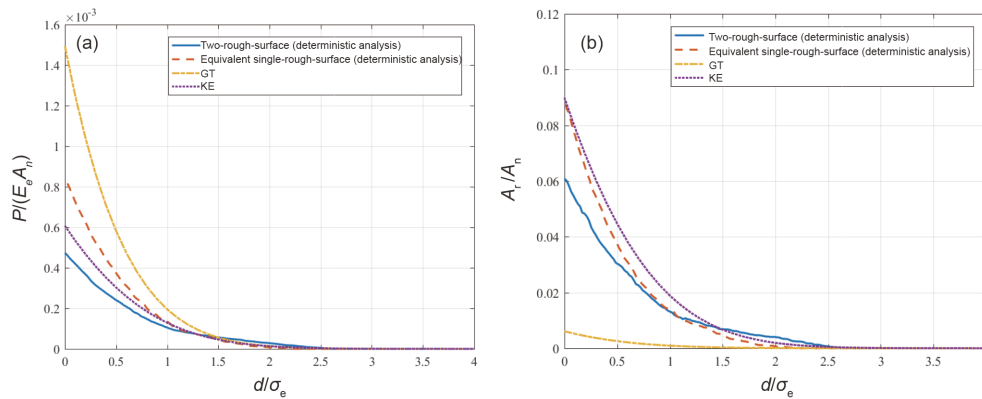 ×10⁻³
(a)
Two-rough-surface (deterministic analysis)
Equivalent single-rough-surface (deterministic analysis)
GT
KE
1.6
1.4
1.2
1
0.8
0.6
0.4
0.2
0
P/(EₑAₙ)
0 0.5 1 1.5 2 2.5 3 3.5 4
d/σₑ
(b)
Two-rough-surface (deterministic analysis)
Equivalent single-rough-surface (deterministic analysis)
GT
KE
0.12
0.1
0.08
0.06
0.04
0.02
0
Aᵣ/Aₙ
0 0.5 1 1.5 2 2.5 3 3.5
d/σₑ